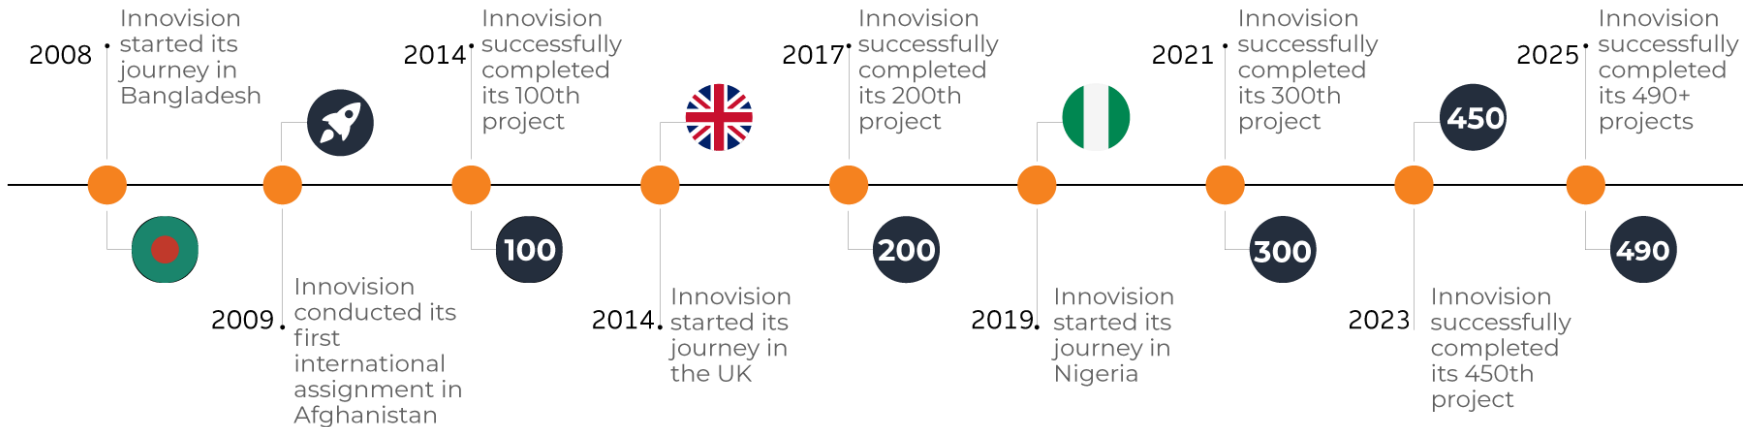 2008
Innovision
started its
journey in
Bangladesh
2009
Innovision
conducted its
first
international
assignment in
Afghanistan
2014
Innovision
successfully
completed
its 100th
project
100
2014
Innovision
started its
journey in
the UK
2017
Innovision
successfully
completed
its 200th
project
200
2019
Innovision
started its
journey in
Nigeria
2021
Innovision
successfully
completed
its 300th
project
300
450
2023
Innovision
successfully
completed
its 450th
project
2025
Innovision
successfully
completed
its 490+
projects
490